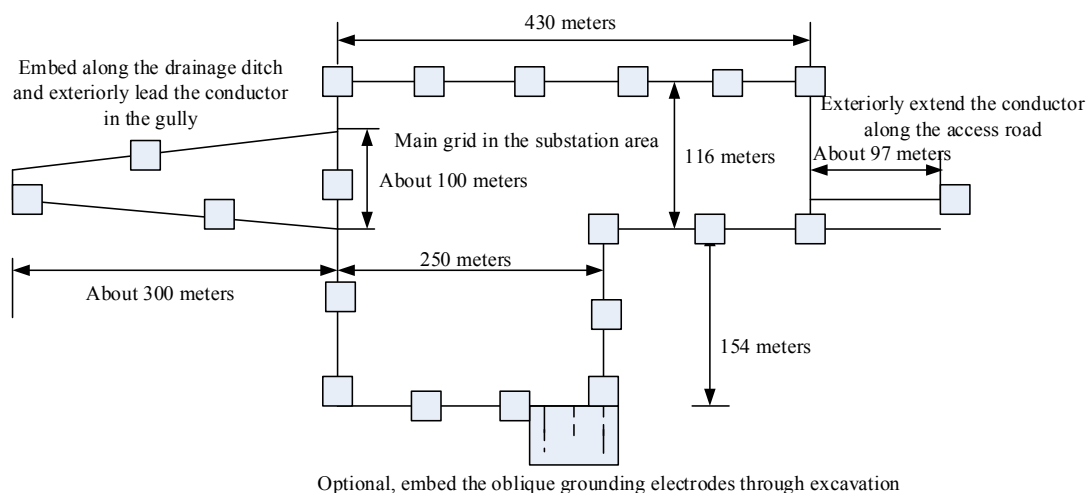 430 meters
Embed along the drainage ditch
and exteriorly lead the conductor
in the gully
Exteriorly extend the conductor
along the access road
Main grid in the substation area
116 meters
About 97 meters
About 100 meters
250 meters
About 300 meters
154 meters
Optional, embed the oblique grounding electrodes through excavation